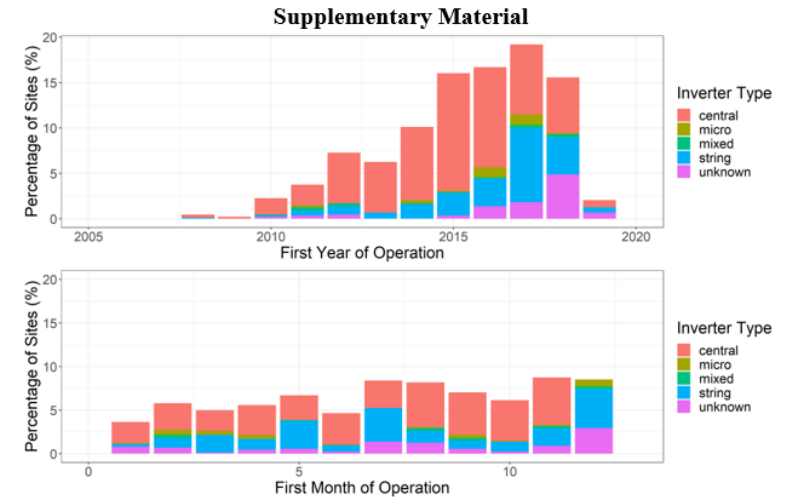 Supplementary Material
Percentage of Sites (%)
20
15
10
5
0
2005
2010
2015
2020
First Year of Operation
Inverter Type
central
micro
mixed
string
unknown
Percentage of Sites (%)
20
15
10
5
0
0
5
10
First Month of Operation
Inverter Type
central
micro
mixed
string
unknown